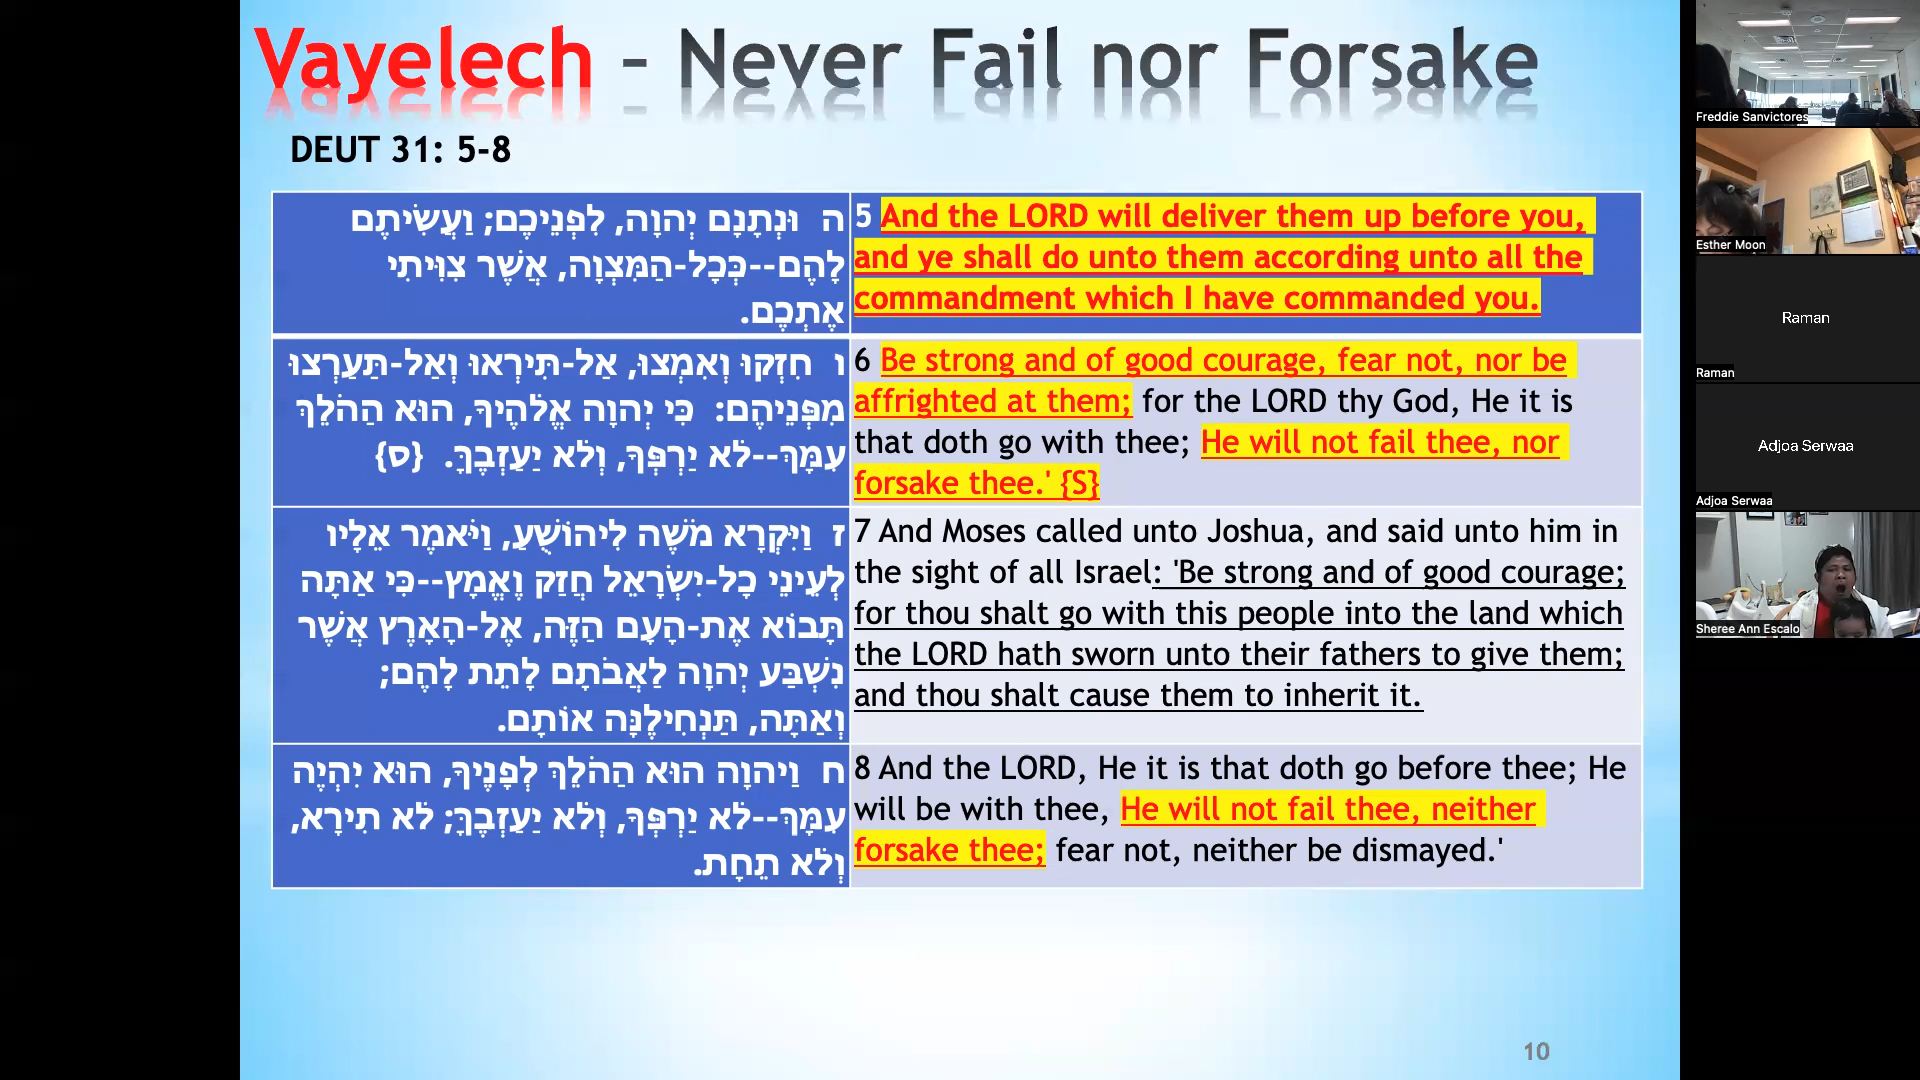 Vayelech - Never Fail nor Forsake
DEUT 31: 5-8
ה וּנְתָנָם יְהוָה, לִפְנֵיכֶם; וַעֲשִׂיתֶם
לָהֶם--כְּכָל-הַמִּצְוָה, אֲשֶׁר צִוִּיתִי
אֶתְכֶם.
5 And the LORD will deliver them up before you,
and ye shall do unto them according unto all the
commandment which I have commanded you.
ו חִזְקוּ וְאִמְצוּ, אַל-תִּירְאוּ וְאַל-תַּעַרְצוּ
מִפְּנֵיהֶם: כִּי יְהוָה אֱלֹהֶיךָ, הוּא הַהֹלֵךְ
עִמָּךְ--לֹא יַרְפְּךָ, וְלֹא יַעַזְבֶךָּ. {ס}
6 Be strong and of good courage, fear not, nor be
affrighted at them; for the LORD thy God, He it is
that doth go with thee; He will not fail thee, nor
forsake thee.' {S}
ז וַיִּקְרָא מֹשֶׁה לִיהוֹשֻׁעַ, וַיֹּאמֶר אֵלָיו
לְעֵינֵי כָל-יִשְׂרָאֵל חֲזַק וֶאֱמָץ--כִּי אַתָּה
תָּבוֹא אֶת-הָעָם הַזֶּה, אֶל-הָאָרֶץ אֲשֶׁר
נִשְׁבַּע יְהוָה לַאֲבֹתָם לָתֵת לָהֶם;
וְאַתָּה, תַּנְחִילֶנָּה אוֹתָם.
7 And Moses called unto Joshua, and said unto him in
the sight of all Israel: 'Be strong and of good courage;
for thou shalt go with this people into the land which
the LORD hath sworn unto their fathers to give them;
and thou shalt cause them to inherit it.
ח וַיהוָה הוּא הַהֹלֵךְ לְפָנֶיךָ, הוּא יִהְיֶה
עִמָּךְ--לֹא יַרְפְּךָ, וְלֹא יַעַזְבֶךָּ; לֹא תִירָא,
וְלֹא תֵחָת.
8 And the LORD, He it is that doth go before thee; He
will be with thee, He will not fail thee, neither
forsake thee; fear not, neither be dismayed.'
10
Freddie Sanvictores
Esther Moon
Raman
Raman
Adjoa Serwaa
Adjoa Serwaa
Sheree Ann Escalo